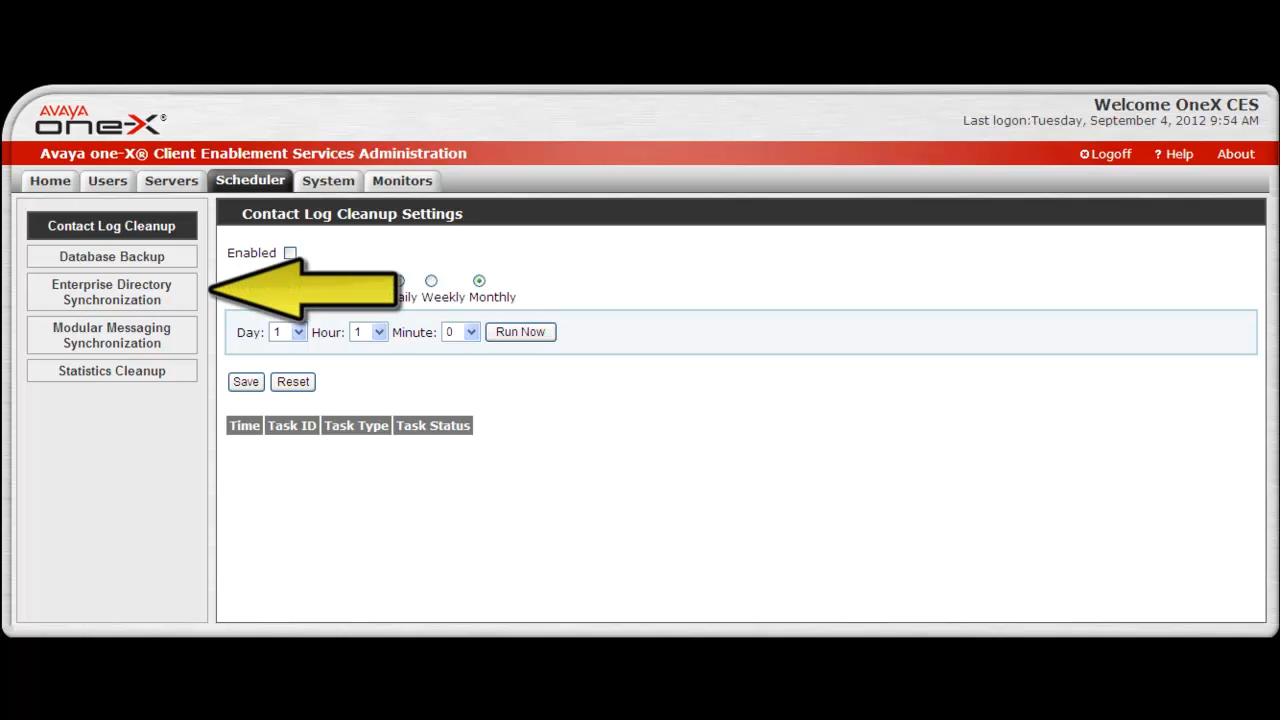 AVAYA
one-X®
Welcome OneX CES
Last logon:Tuesday, September 4, 2012 9:54 AM
Avaya one-X® Client Enablement Services Administration
Logoff
? Help
About
Home
Users
Servers
Scheduler
System
Monitors
Contact Log Cleanup
Database Backup
Enterprise Directory
Synchronization
Modular Messaging
Synchronization
Statistics Cleanup
Contact Log Cleanup Settings
Enabled
Weekly Monthly
Day: 1 Hour: 1 Minute: 0 Run Now
Save Reset
Time Task ID Task Type Task Status